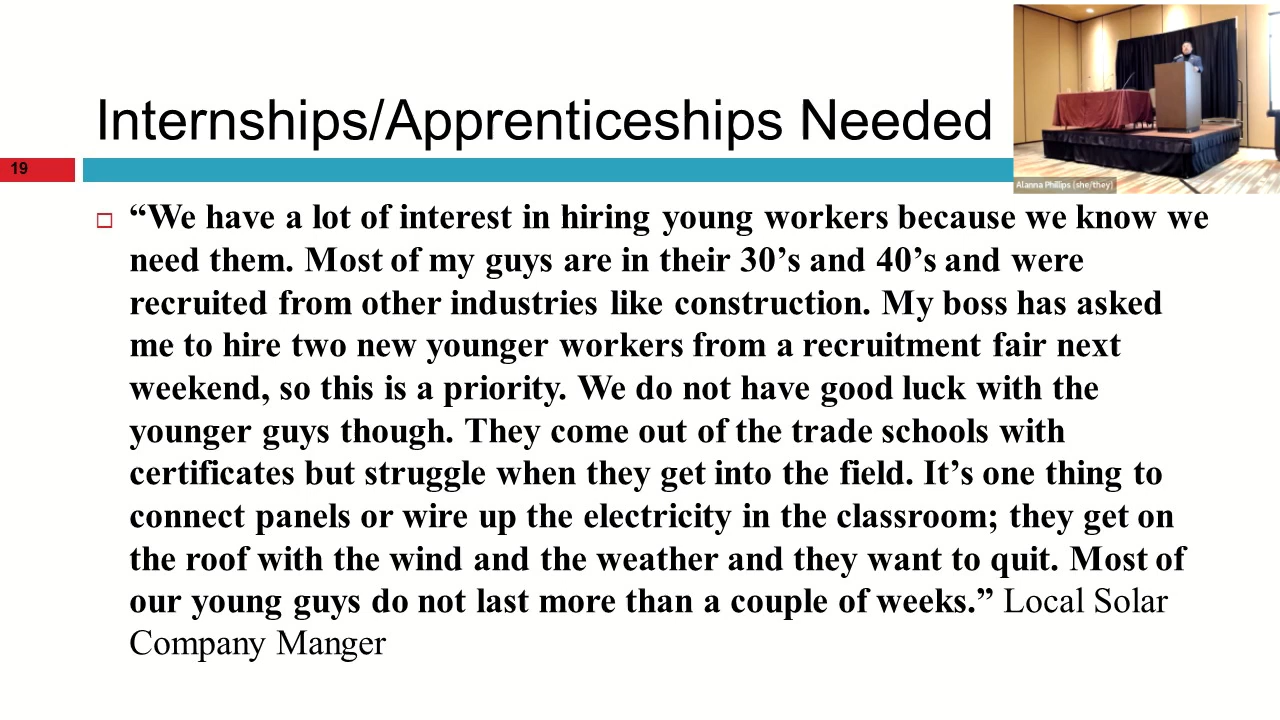 Internships/Apprenticeships Needed
19
Alanna Phillips (she/they)
“We have a lot of interest in hiring young workers because we know we
need them. Most of my guys are in their 30’s and 40’s and were
recruited from other industries like construction. My boss has asked
me to hire two new younger workers from a recruitment fair next
weekend, so this is a priority. We do not have good luck with the
younger guys though. They come out of the trade schools with
certificates but struggle when they get into the field. It’s one thing to
connect panels or wire up the electricity in the classroom; they get on
the roof with the wind and the weather and they want to quit. Most of
our young guys do not last more than a couple of weeks.” Local Solar
Company Manger